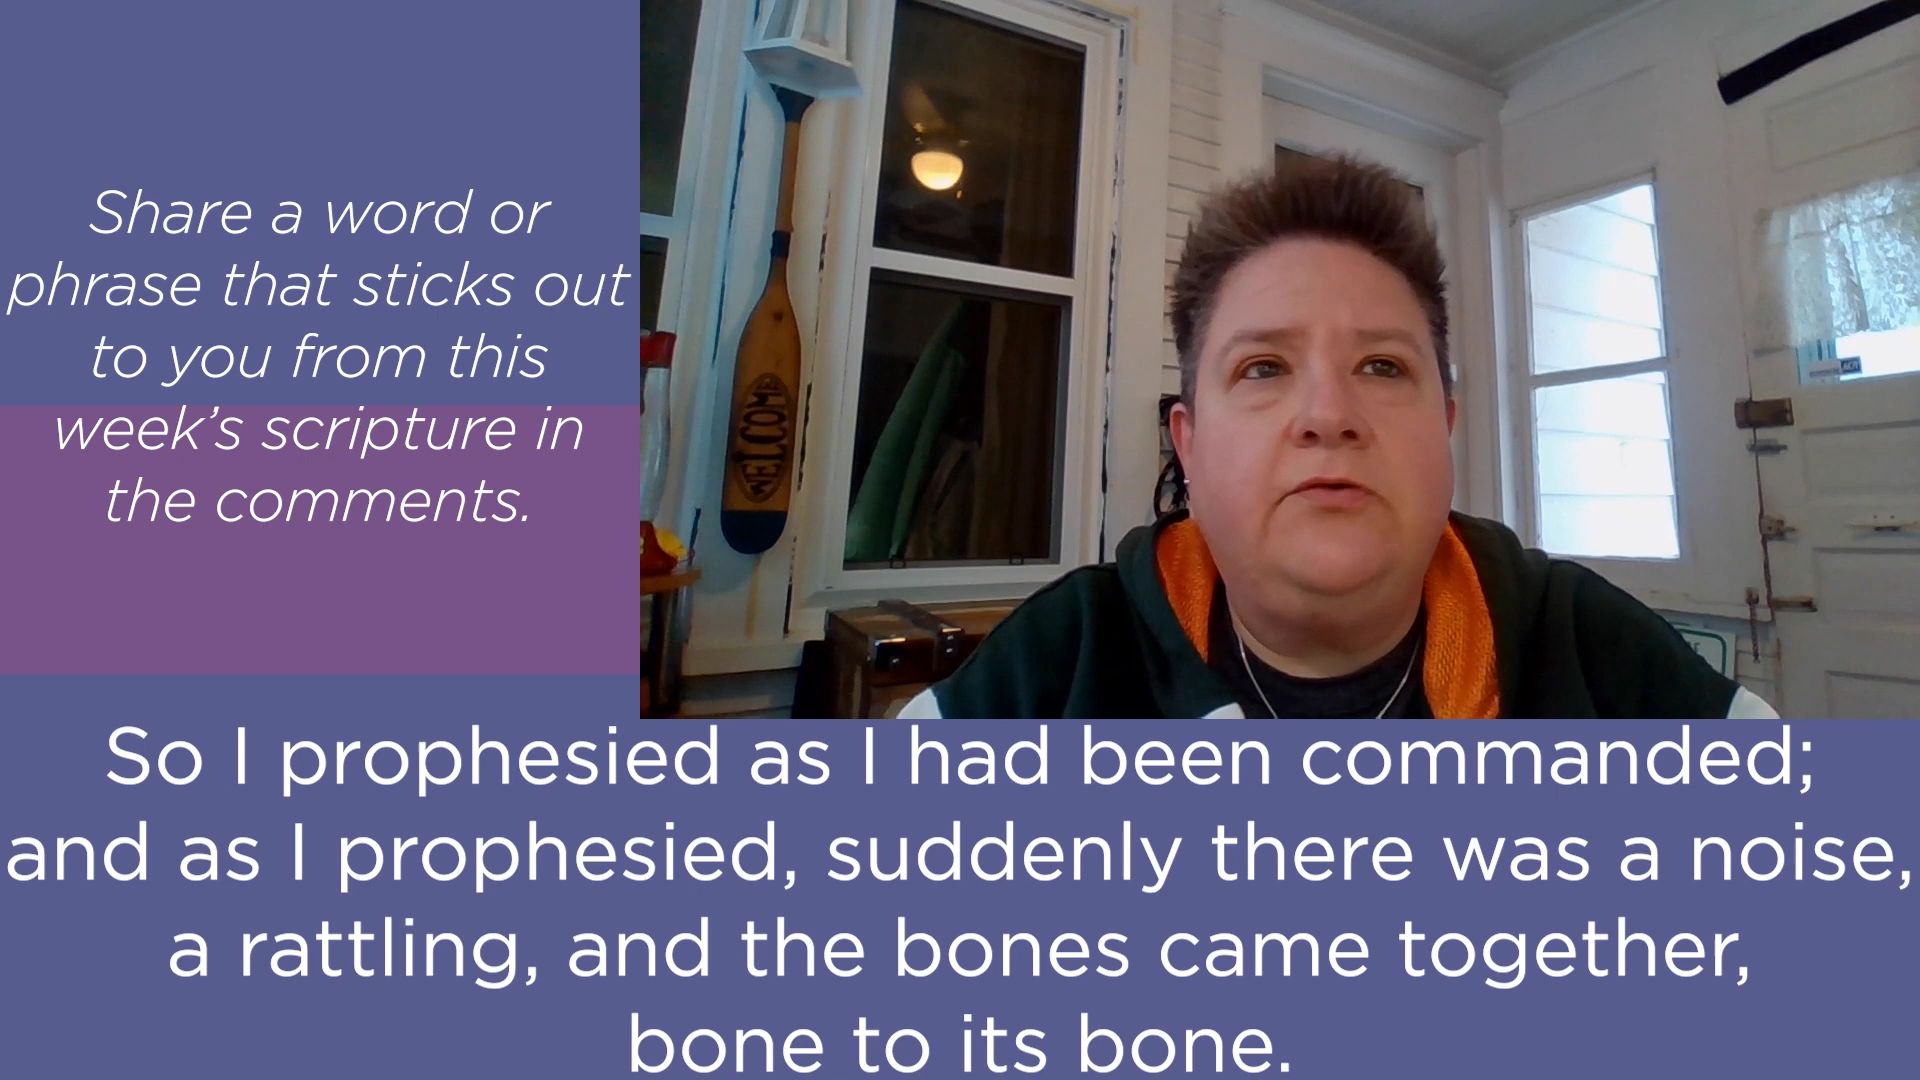 Share a word or
phrase that sticks out
to you from this
week’s scripture in
the comments.
WELCOME
So I prophesied as I had been commanded;
and as I prophesied, suddenly there was a noise,
a rattling, and the bones came together,
bone to its bone.